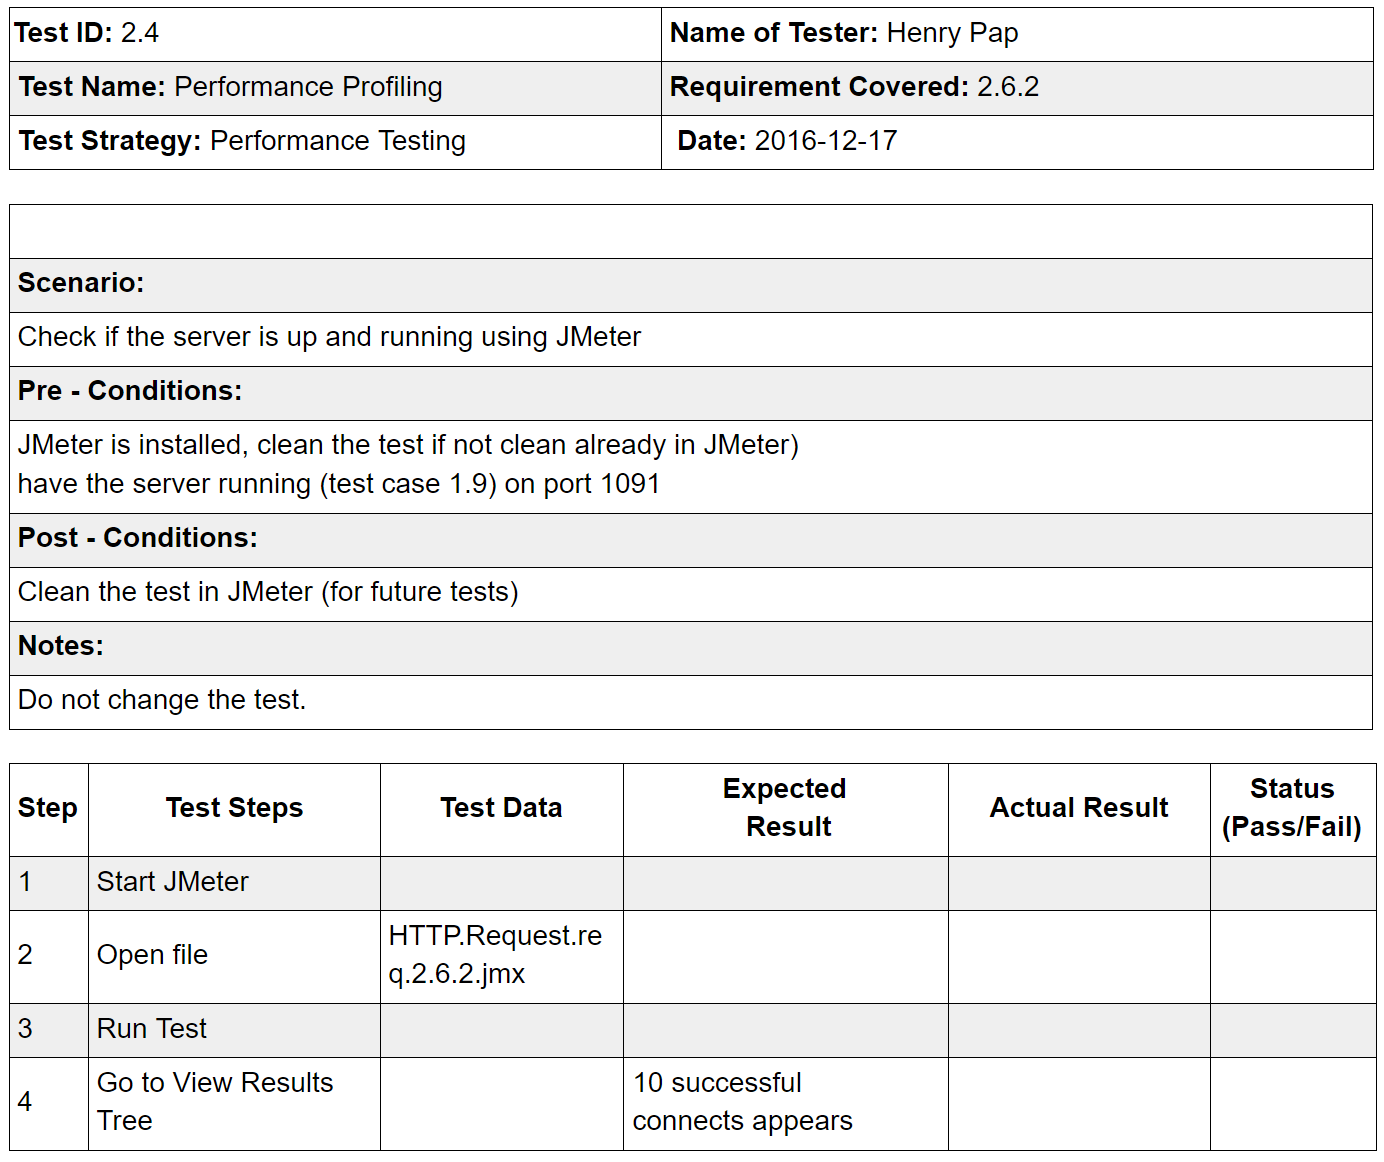 Test ID: 2.4
Name of Tester: Henry Pap
Test Name: Performance Profiling
Requirement Covered: 2.6.2
Test Strategy: Performance Testing
Date: 2016-12-17
Scenario:
Check if the server is up and running using JMeter
Pre - Conditions:
JMeter is installed, clean the test if not clean already in JMeter)
have the server running (test case 1.9) on port 1091
Post - Conditions:
Clean the test in JMeter (for future tests)
Notes:
Do not change the test.
Step
Test Steps
Test Data
Expected
Result
Actual Result
Status
(Pass/Fail)
1
Start JMeter
2
Open file
HTTP.Request.re
q.2.6.2.jmx
3
Run Test
4
Go to View Results
Tree
10 successful
connects appears